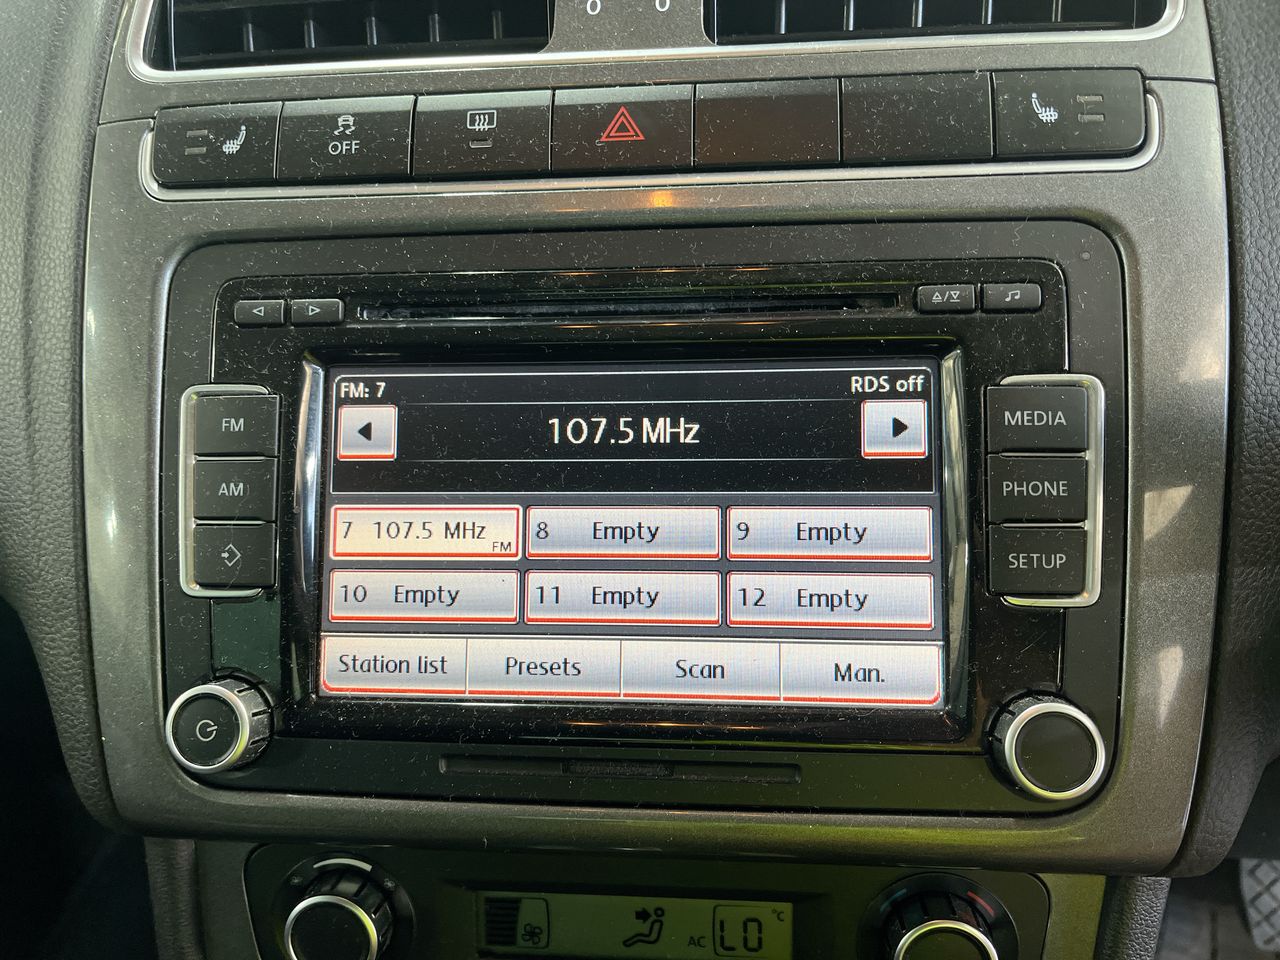 OFF
FM: 7
RDS off
107.5 MHz
FM
AM
MEDIA
PHONE
SETUP
7 107.5 MHz FM
8 Empty
9 Empty
10 Empty
11 Empty
12 Empty
Station list
Presets
Scan
Man.
AC
LO
°C